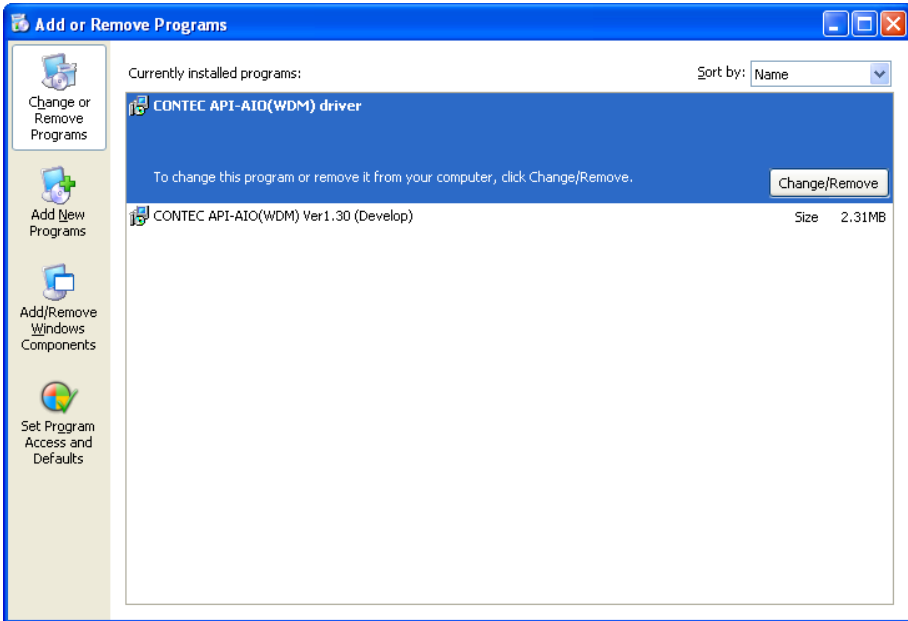 Add or Remove Programs
Change or
Remove
Programs
Add New
Programs
Add/Remove
Windows
Components
Set Program
Access and
Defaults
Currently installed programs:
Sort by: Name
CONTEC API-AIO(WDM) driver
To change this program or remove it from your computer, click Change/Remove.
Change/Remove
CONTEC API-AIO(WDM) Ver1.30 (Develop) Size 2.31MB